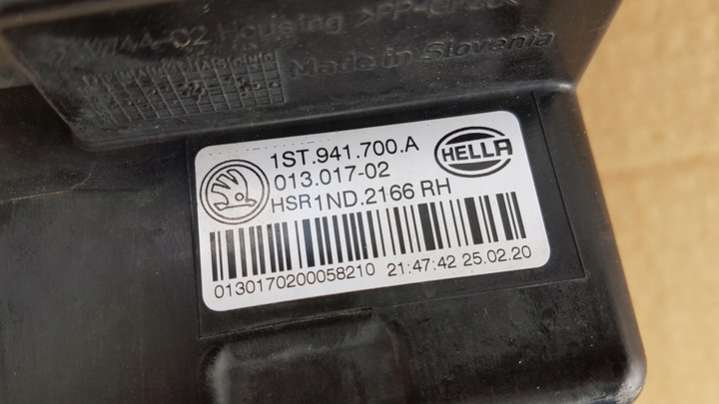 Housing
Made in Slovenia
1ST.941.700.A
HELLA
013.017-02
HSR1ND.2166 RH
0130170200058210 21:47:42 25.02.20